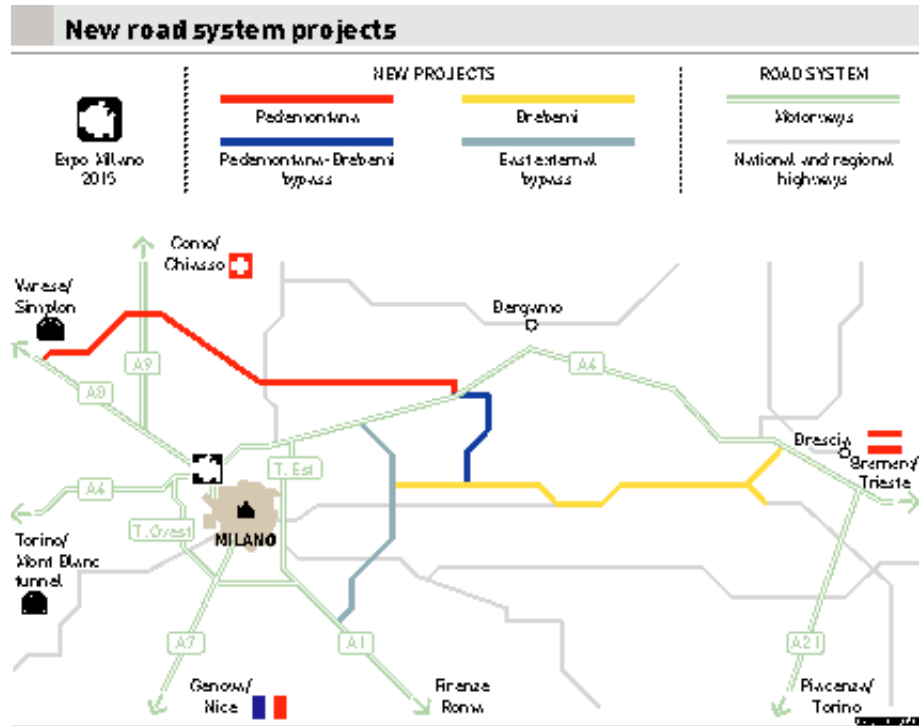 New road system projects
NEW PROJECTS
ROAD SYSTEM
Expo Milano
2015
Pedemontana
Brebemi
Motorways
Pedemontana-Brebemi
bypass
East external
bypass
National and regional
highways
Como/
Chiasso
Varese/
Simplon
Bergamo
A9
A8
A4
Brescia
T. Est
Trieste
A4
T. Ovest
MILANO
Torino/
Mont Blanc
tunnel
A7
A1
A21
Genova/
Nice
Firenze
Roma
Piacenza/
Torino